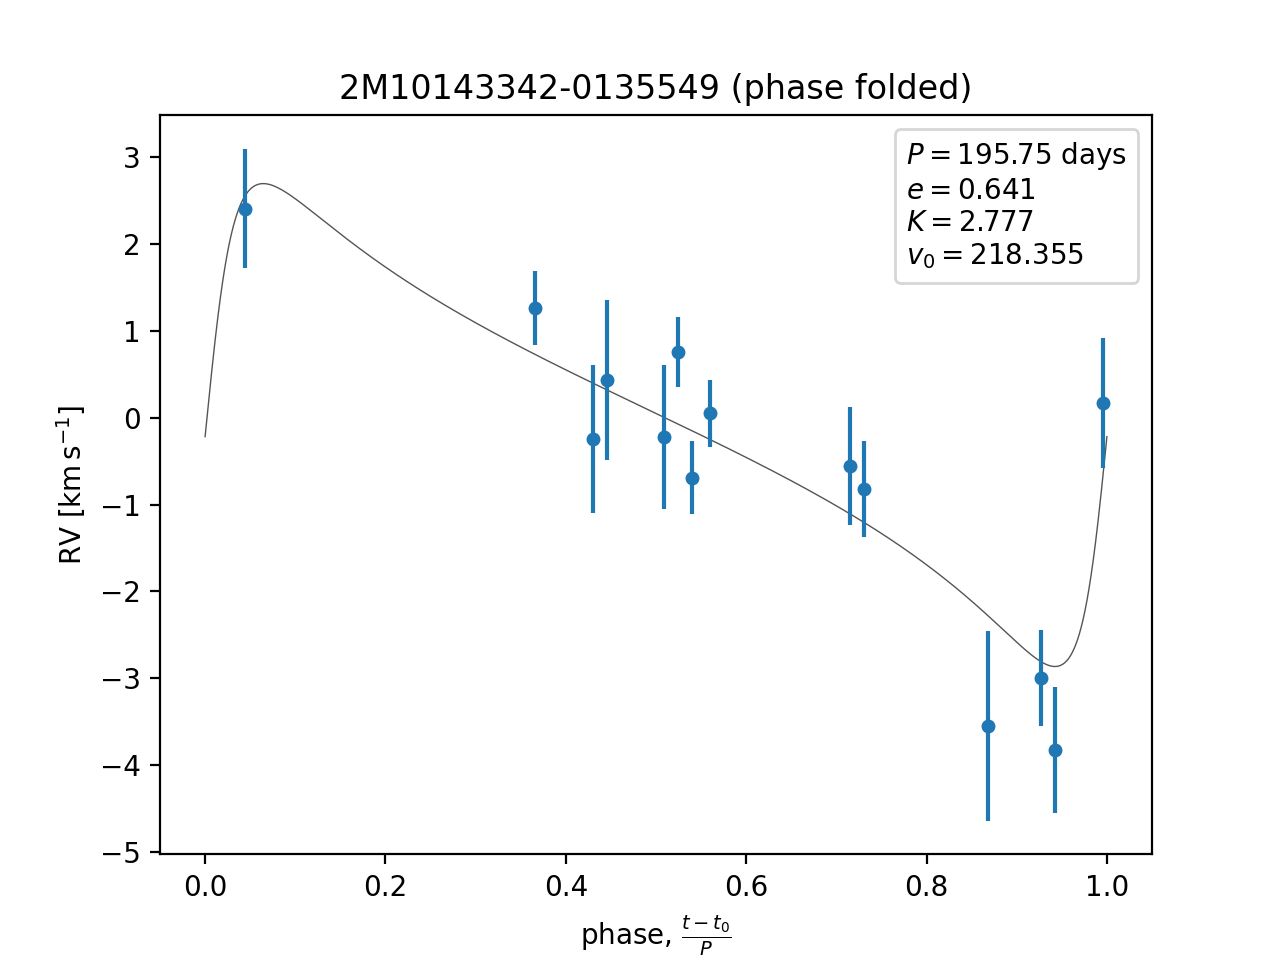 2M10143342-0135549 (phase folded)
P = 195.75 days
e = 0.641
K = 2.777
v₀ = 218.355
RV [km s⁻¹]
3
2
1
0
−1
−2
−3
−4
−5
0.0 0.2 0.4 0.6 0.8 1.0
phase, (t − t₀)/P